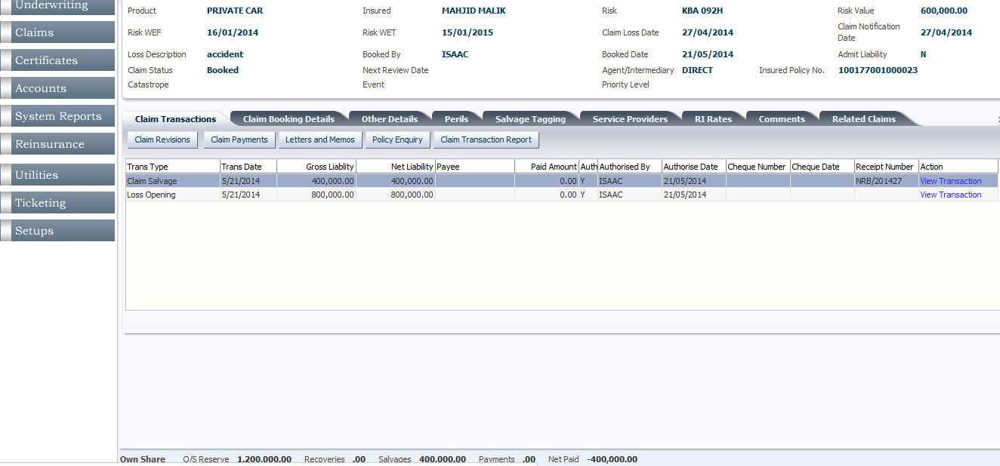 Underwriting
Claims
Certificates
Accounts
System Reports
Reinsurance
Utilities
Ticketing
Setups
Product PRIVATE CAR Insured MAHJID MALIK Risk KBA 092H Risk Value 600,000.00
Risk WEF 16/01/2014 Risk WET 15/01/2015 Claim Loss Date 27/04/2014 Claim Notification Date 27/04/2014
Loss Description accident Booked By ISAAC Booked Date 21/05/2014 Admit Liability N
Claim Status Booked Next Review Date Agent/Intermediary DIRECT Insured Policy No. 100177001000023
Catastrope Event Priority Level
Claim Transactions Claim Booking Details Other Details Perils Salvage Tagging Service Providers RI Rates Comments Related Claims
Claim Revisions Claim Payments Letters and Memos Policy Enquiry Claim Transaction Report
Trans Type Trans Date Gross Liablity Net Liability Payee Paid Amount Auth Authorised By Authorise Date Cheque Number Cheque Date Receipt Number Action
Claim Salvage 5/21/2014 400,000.00 400,000.00 0.00 Y ISAAC 21/05/2014 NRB/201427 View Transaction
Loss Opening 5/21/2014 800,000.00 800,000.00 0.00 Y ISAAC 21/05/2014 View Transaction
Own Share O/S Reserve 1,200,000.00 Recoveries .00 Salvages 400,000.00 Payments .00 Net Paid -400,000.00